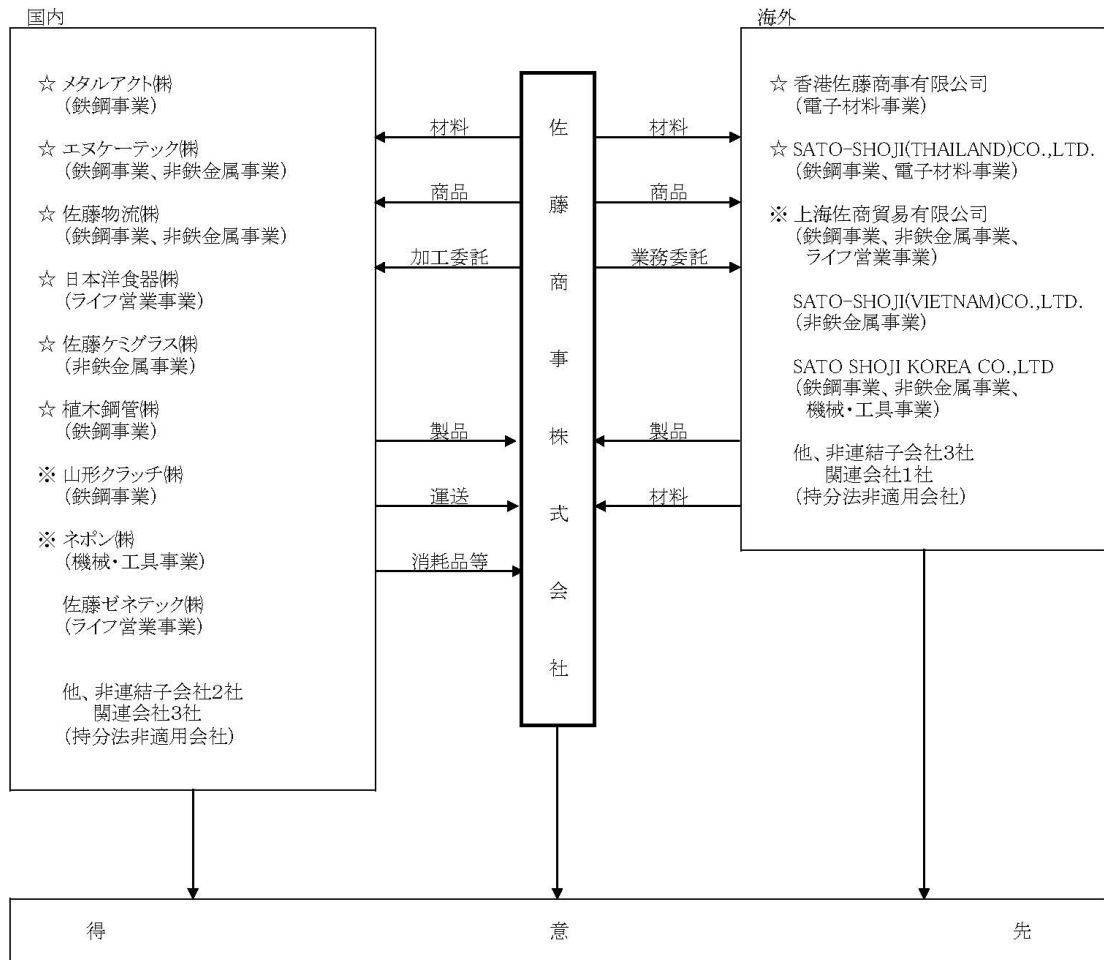 国内
☆ メタルアクト㈱
(鉄鋼事業)
☆ エヌケーテック㈱
(鉄鋼事業、非鉄金属事業)
☆ 佐藤物流㈱
(鉄鋼事業、非鉄金属事業)
☆ 日本洋食器㈱
(ライフ営業事業)
☆ 佐藤ケミグラス㈱
(非鉄金属事業)
☆ 植木鋼管㈱
(鉄鋼事業)
※ 山形クラッチ㈱
(鉄鋼事業)
※ ネポン㈱
(機械・工具事業)
佐藤ゼネテック㈱
(ライフ営業事業)
他、非連結子会社2社
関連会社3社
(持分法非適用会社)
材料
商品
加工委託
製品
運送
消耗品等
佐藤商事株式会社
材料
商品
業務委託
製品
材料
海外
☆ 香港佐藤商事有限公司
(電子材料事業)
☆ SATO-SHOJI(THAILAND)CO.,LTD.
(鉄鋼事業、電子材料事業)
※ 上海佐商貿易有限公司
(鉄鋼事業、非鉄金属事業、
ライフ営業事業)
SATO-SHOJI(VIETNAM)CO.,LTD.
(非鉄金属事業)
SATO SHOJI KOREA CO.,LTD
(鉄鋼事業、非鉄金属事業、
機械・工具事業)
他、非連結子会社3社
関連会社1社
(持分法非適用会社)
得意先